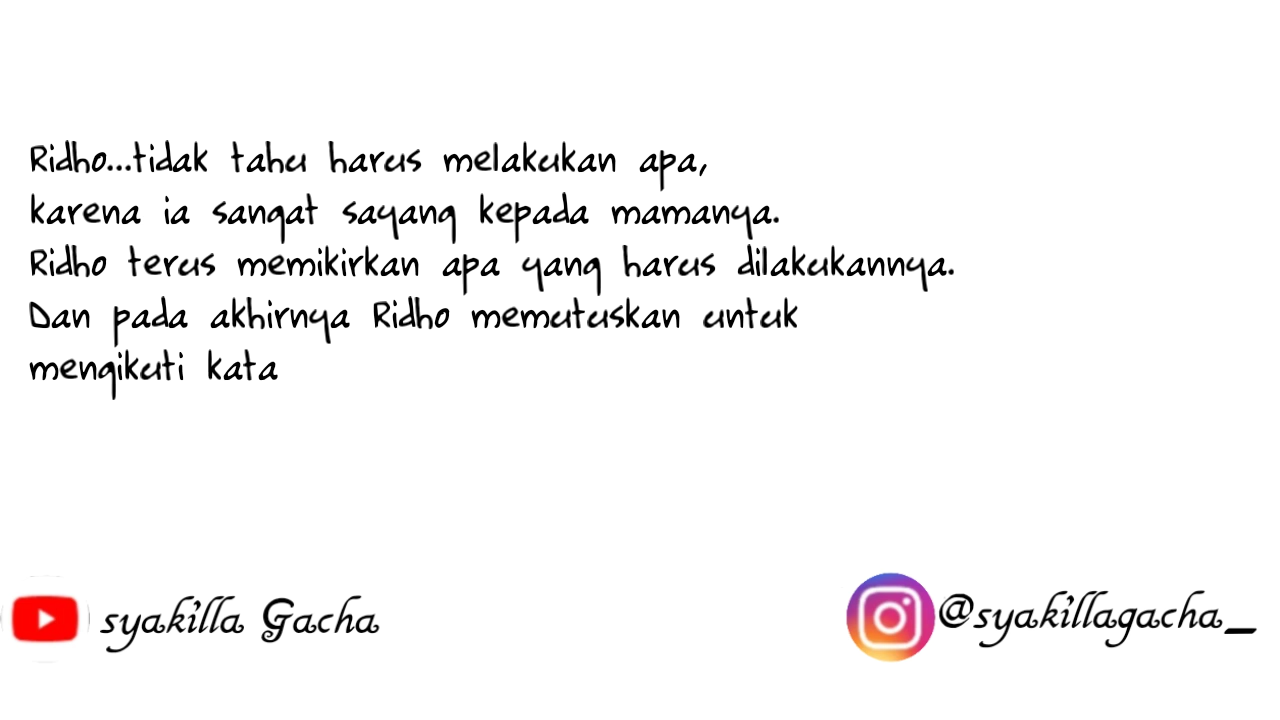 Ridho...tidak tahu harus melakukan apa,
karena ia sangat sayang kepada mamanya.
Ridho terus memikirkan apa yang harus dilakukannya.
Dan pada akhirnya Ridho memutuskan untuk
mengikuti kata
syakilla Gacha
@syakillagacha_